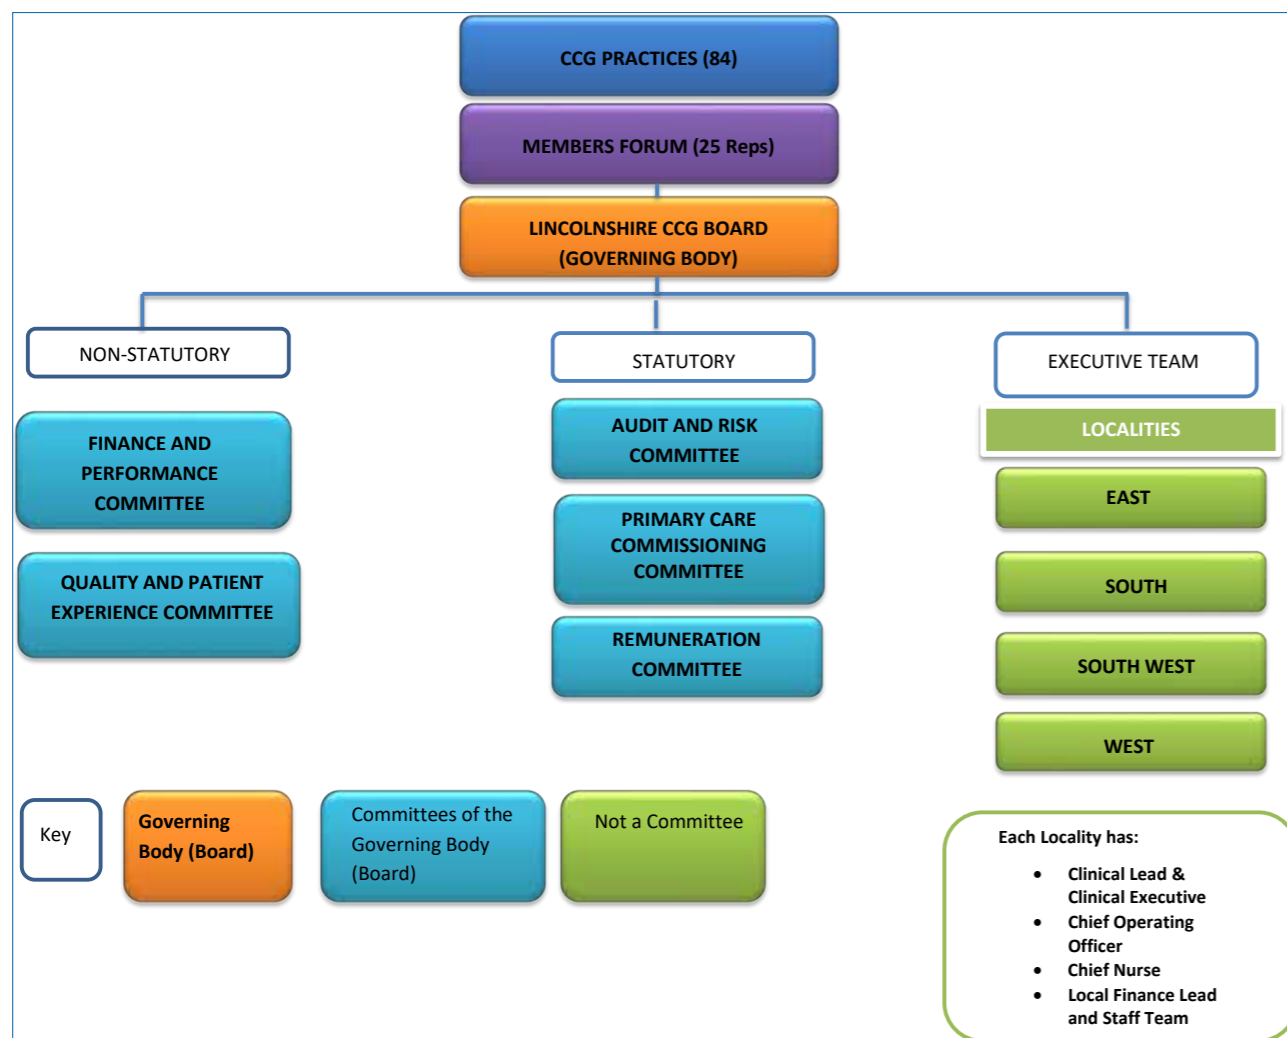 CCG PRACTICES (84)
MEMBERS FORUM (25 Reps)
LINCOLNSHIRE CCG BOARD
(GOVERNING BODY)
NON-STATUTORY
FINANCE AND
PERFORMANCE
COMMITTEE
QUALITY AND PATIENT
EXPERIENCE COMMITTEE
STATUTORY
AUDIT AND RISK
COMMITTEE
PRIMARY CARE
COMMISSIONING
COMMITTEE
REMUNERATION
COMMITTEE
EXECUTIVE TEAM
LOCALITIES
EAST
SOUTH
SOUTH WEST
WEST
Key
Governing
Body (Board)
Committees of the
Governing Body
(Board)
Not a Committee
Each Locality has:
• Clinical Lead &
Clinical Executive
• Chief Operating
Officer
• Chief Nurse
• Local Finance Lead
and Staff Team